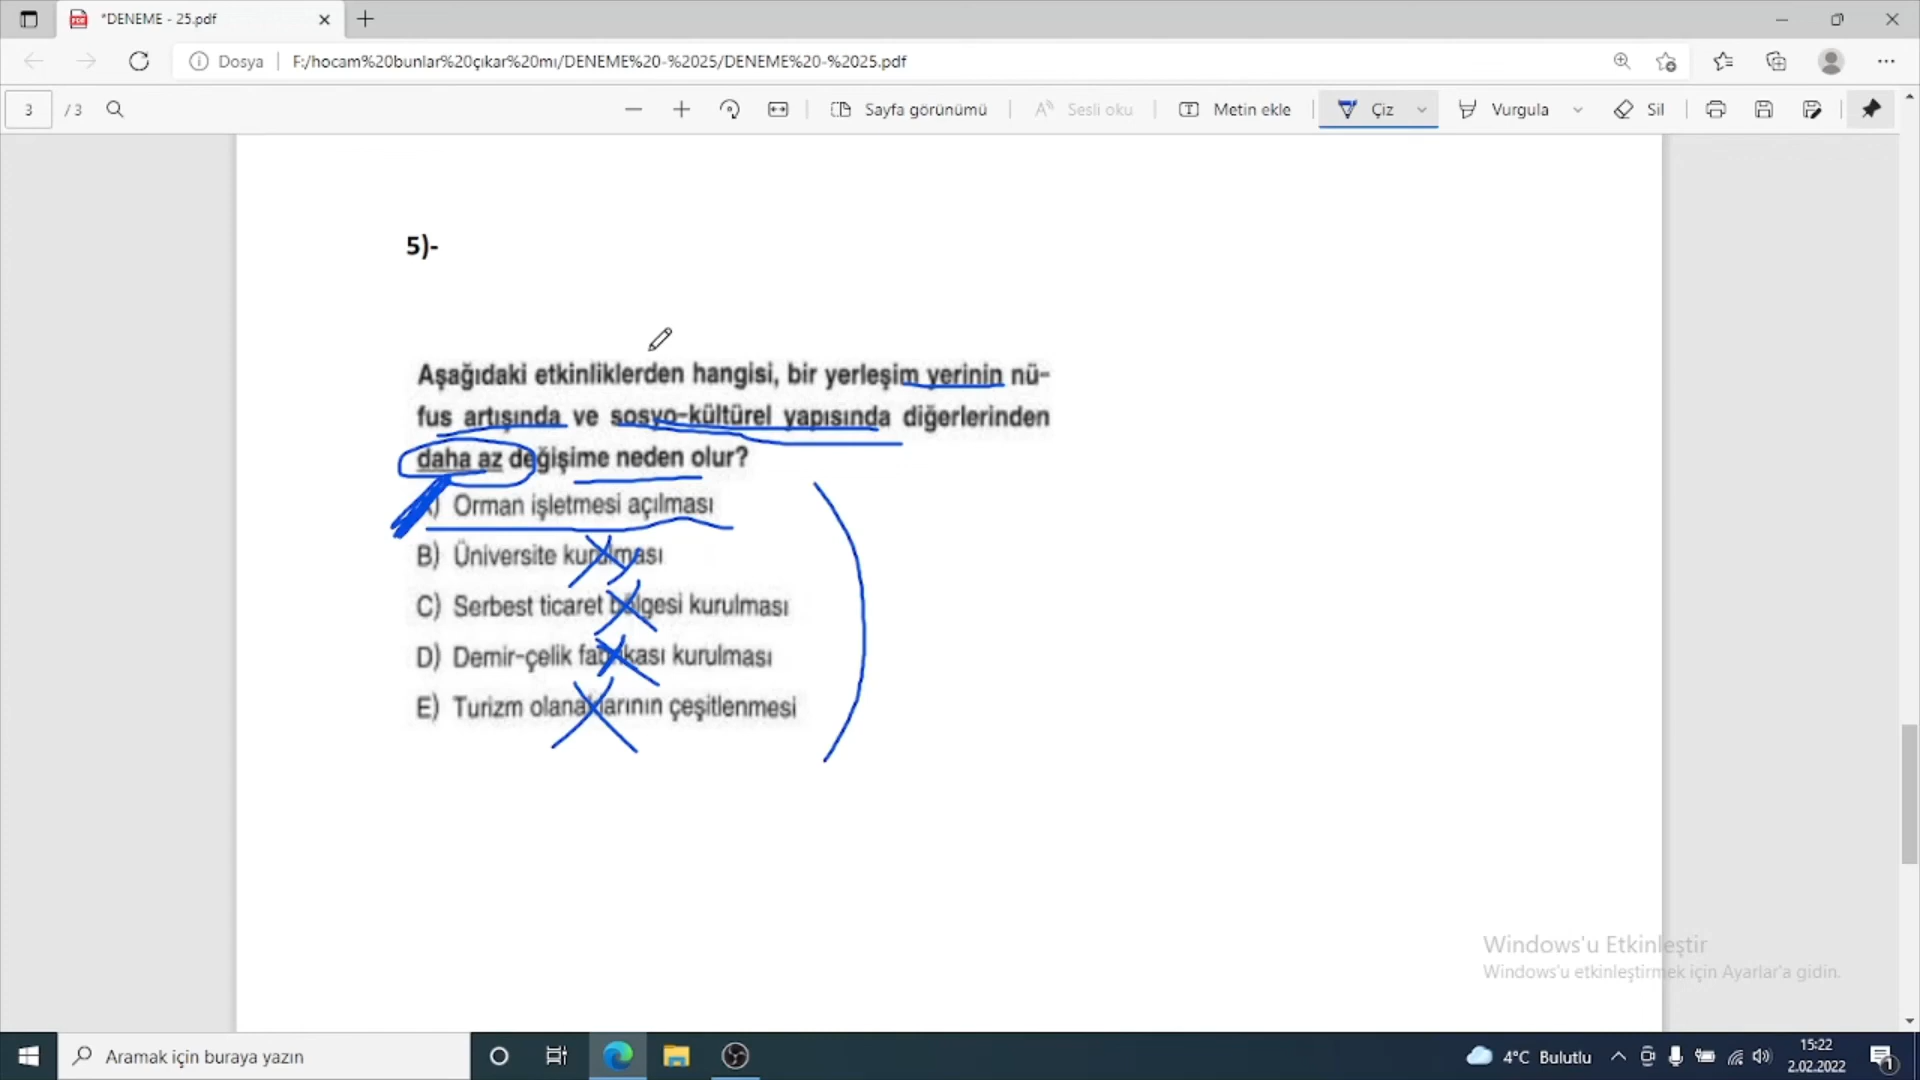 *DENEME - 25.pdf
Dosya
F:/hocam%20bunlar%20çıkar%20mı/DENEME%20-%2025/DENEME%20-%2025.pdf
3 / 3
Sayfa görünümü
Sesli oku
Metin ekle
Çiz
Vurgula
Sil
5)-
Aşağıdaki etkinliklerden hangisi, bir yerleşim yerinin nü-
fus artışında ve sosyo-kültürel yapısında diğerlerinden
daha az değişime neden olur?
A) Orman işletmesi açılması
B) Üniversite kurulması
C) Serbest ticaret bölgesi kurulması
D) Demir-çelik fabrikası kurulması
E) Turizm olanaklarının çeşitlenmesi
Windows'u Etkinleştir
Windows'u etkinleştirmek için Ayarlar'a gidin.
Aramak için buraya yazın
4°C Bulutlu
15:22
2.02.2022
1